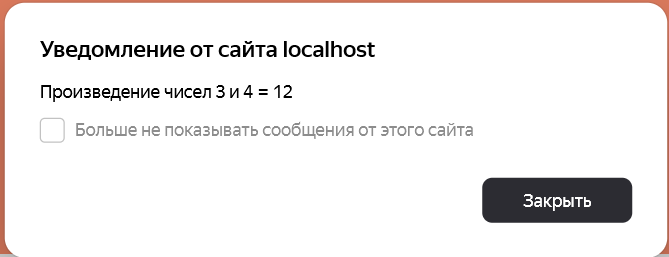 Уведомление от сайта localhost
Произведение чисел 3 и 4 = 12
Больше не показывать сообщения от этого сайта
Закрыть